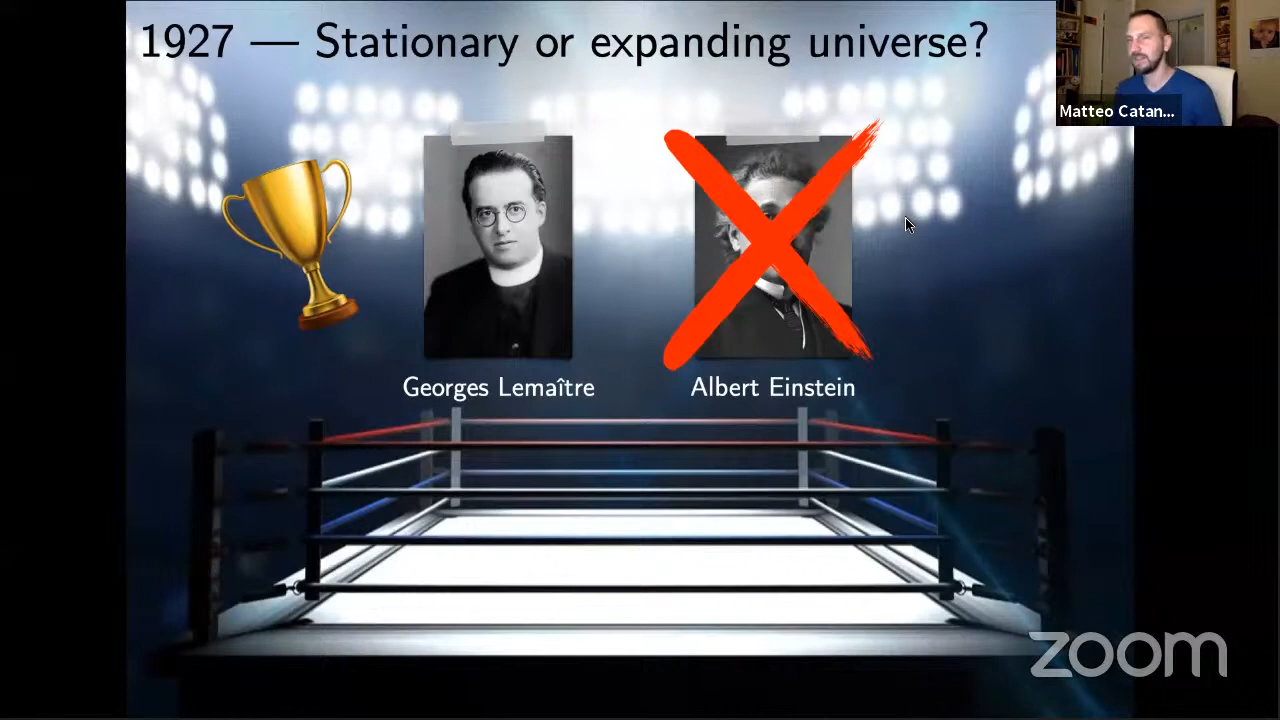 1927 — Stationary or expanding universe?
Matteo Catan...
Georges Lemaître
Albert Einstein
zoom